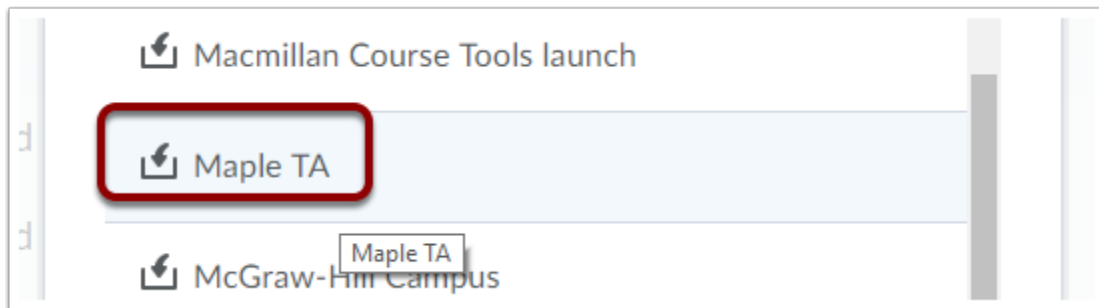 Macmillan Course Tools launch
d
Maple TA
d
Maple TA
McGraw-Hill Campus